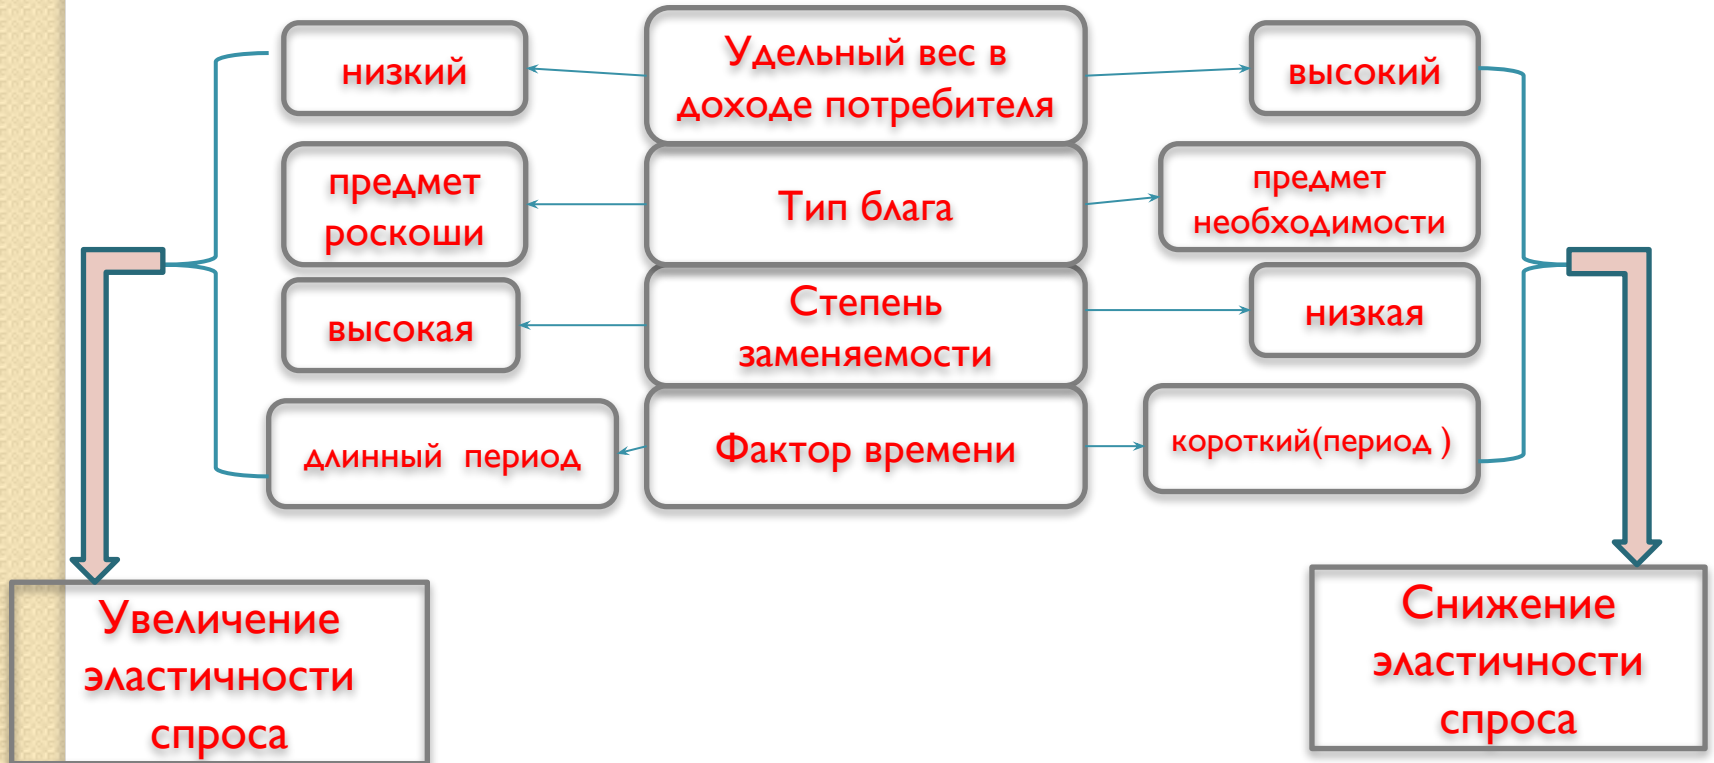 низкий
Удельный вес в
доходе потребителя
высокий
предмет
роскоши
Тип блага
предмет
необходимости
высокая
Степень
заменяемости
низкая
длинный период
Фактор времени
короткий(период )
Увеличение
эластичности
спроса
Снижение
эластичности
спроса